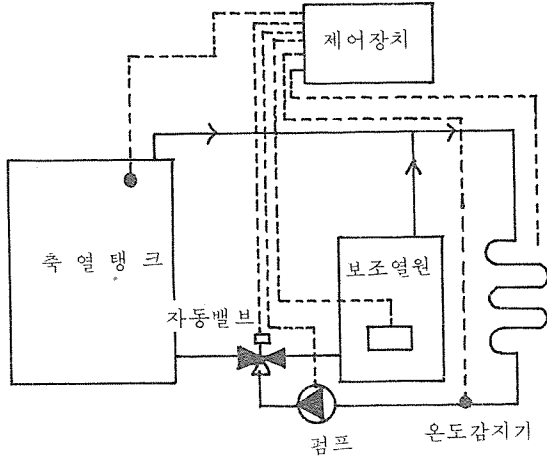 제어장치
축열탱크
보조열원
자동밸브
온도감지기
펌프